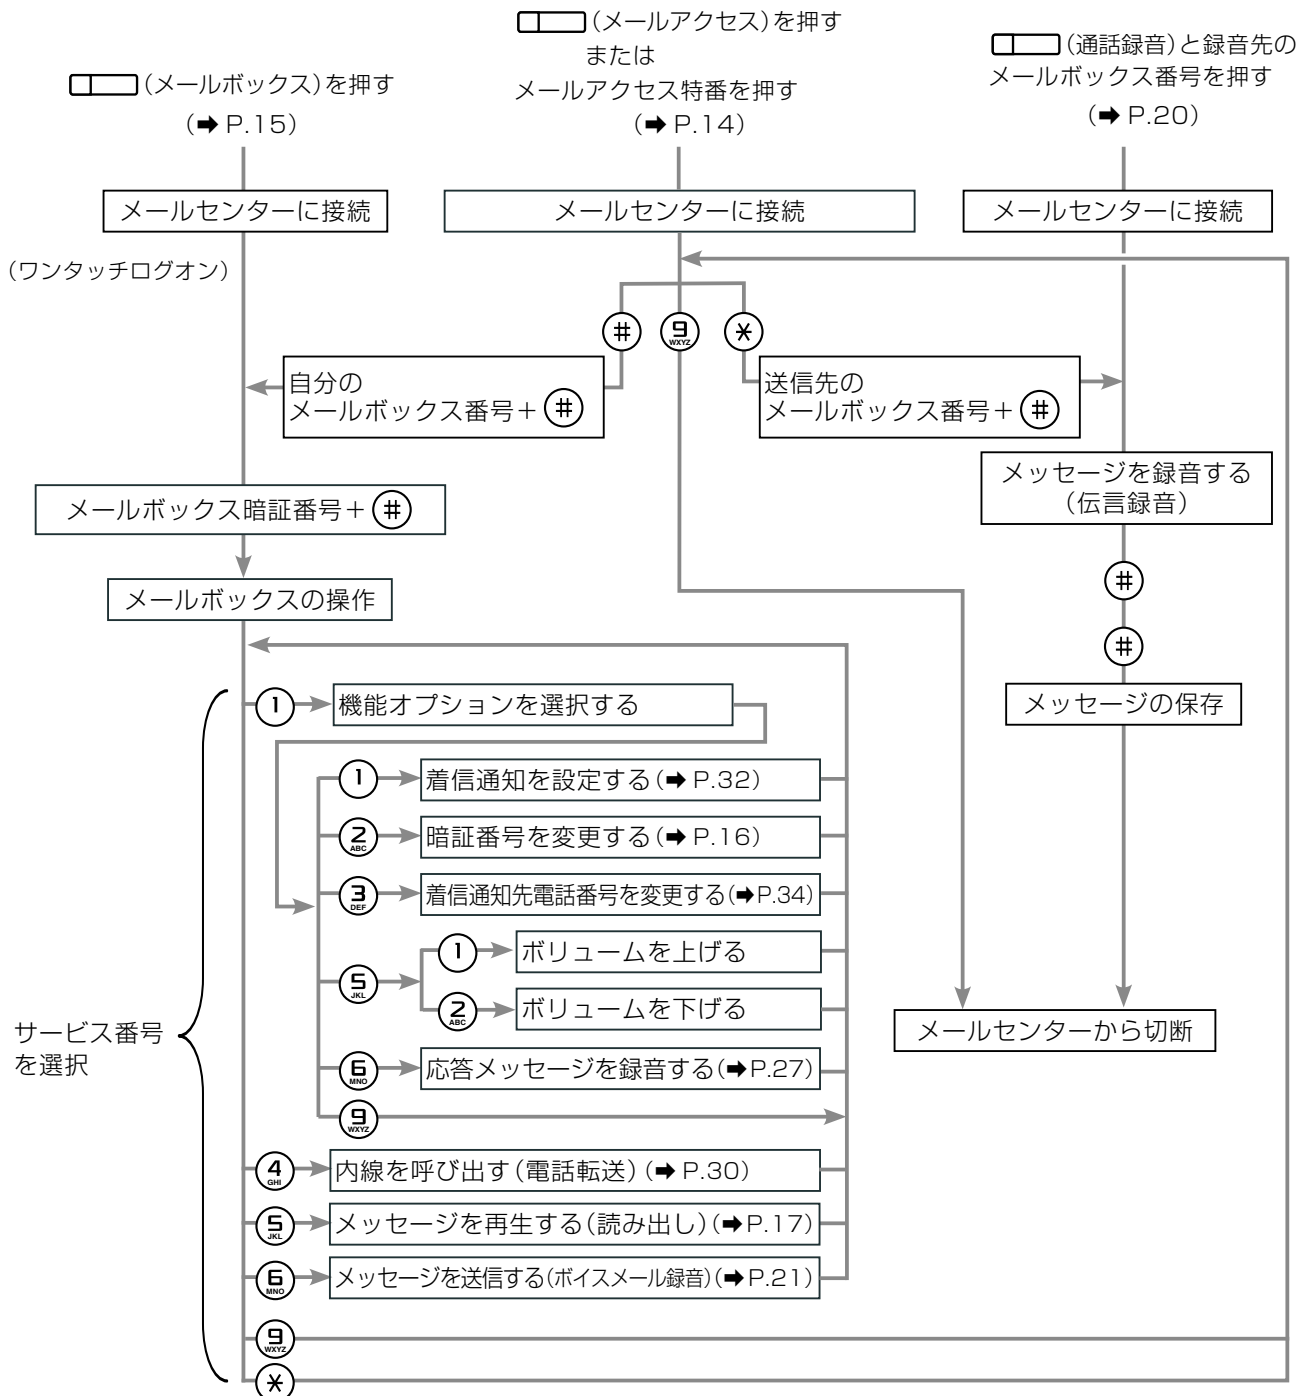 (メールアクセス)を押す
または
メールアクセス特番を押す
(➡ P.14)
(メールボックス)を押す
(➡ P.15)
(通話録音)と録音先の
メールボックス番号を押す
(➡ P.20)
メールセンターに接続
メールセンターに接続
メールセンターに接続
(ワンタッチログオン)
# 9 WXYZ *
自分の
メールボックス番号+#
送信先の
メールボックス番号+#
メッセージを録音する
(伝言録音)
メールボックス暗証番号+#
#
メールボックスの操作
#
1 機能オプションを選択する
メッセージの保存
1 着信通知を設定する(➡ P.32)
2 ABC 暗証番号を変更する(➡ P.16)
3 DEF 着信通知先電話番号を変更する(➡P.34)
1 ボリュームを上げる
5 JKL
2 ABC ボリュームを下げる
メールセンターから切断
サービス番号
を選択
6 MNO 応答メッセージを録音する(➡P.27)
9 WXYZ
4 GHI 内線を呼び出す(電話転送)(➡ P.30)
5 JKL メッセージを再生する(読み出し)(➡P.17)
6 MNO メッセージを送信する(ボイスメール録音)(➡P.21)
9 WXYZ
*